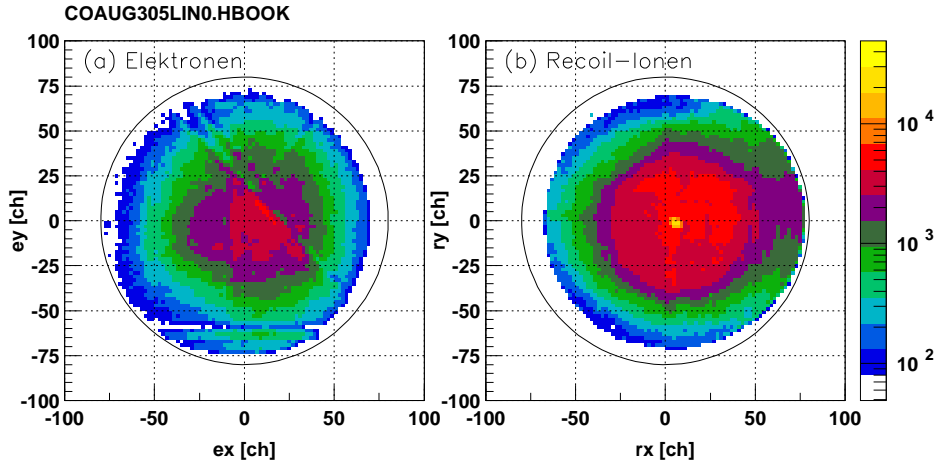 COAUG305LIN0.HBOOK
(a) Elektronen
(b) Recoil-Ionen
ey [ch]
100
75
50
25
0
-25
-50
-75
-100
-100 -50 0 50 100
ex [ch]
ry [ch]
100
75
50
25
0
-25
-50
-75
-100
-100 -50 0 50 100
rx [ch]
10 4
10 3
10 2